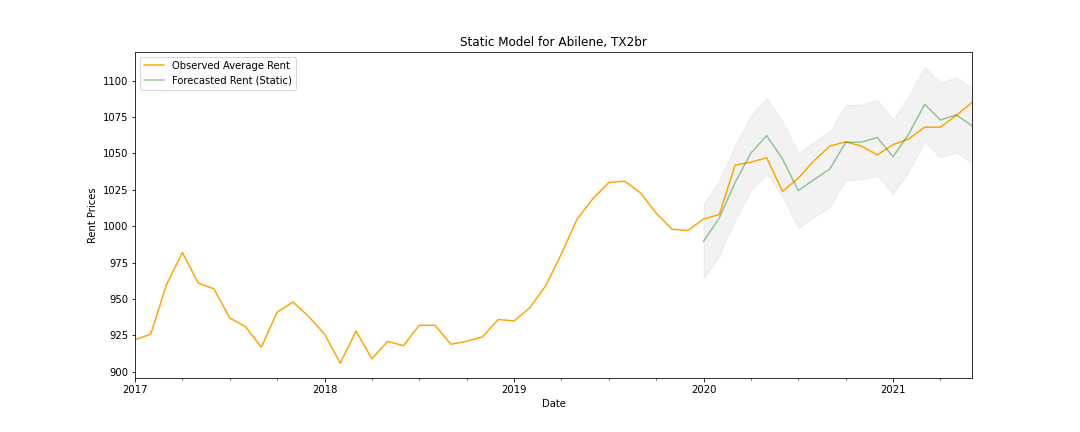 Static Model for Abilene, TX2br
Observed Average Rent
Forecasted Rent (Static)
1100
1075
1050
1025
1000
975
950
925
900
Rent Prices
2017
2018
2019
2020
2021
Date